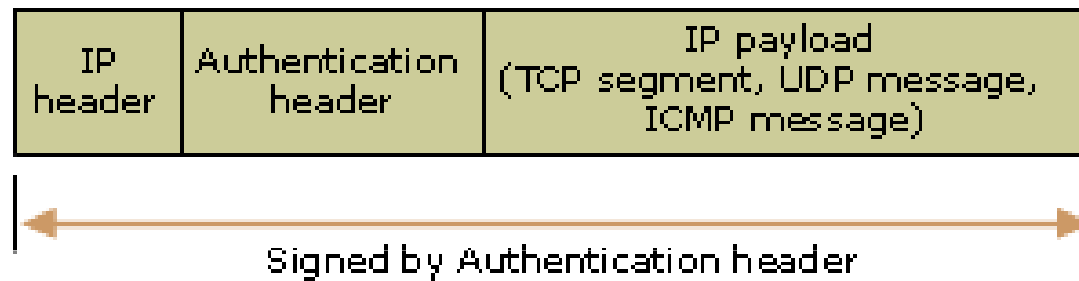 IP
header
Authentication
header
IP payload
(TCP segment, UDP message,
ICMP message)
Signed by Authentication header